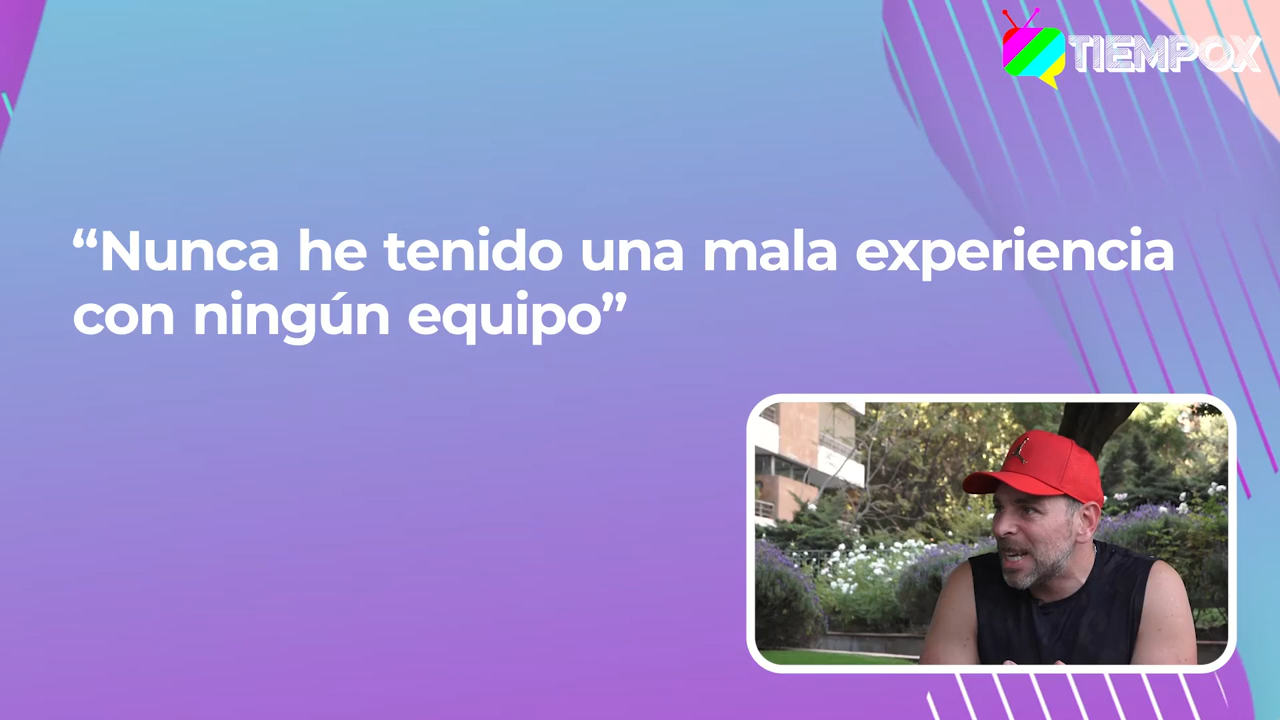 TIEMPOX
“Nunca he tenido una mala experiencia
con ningún equipo”